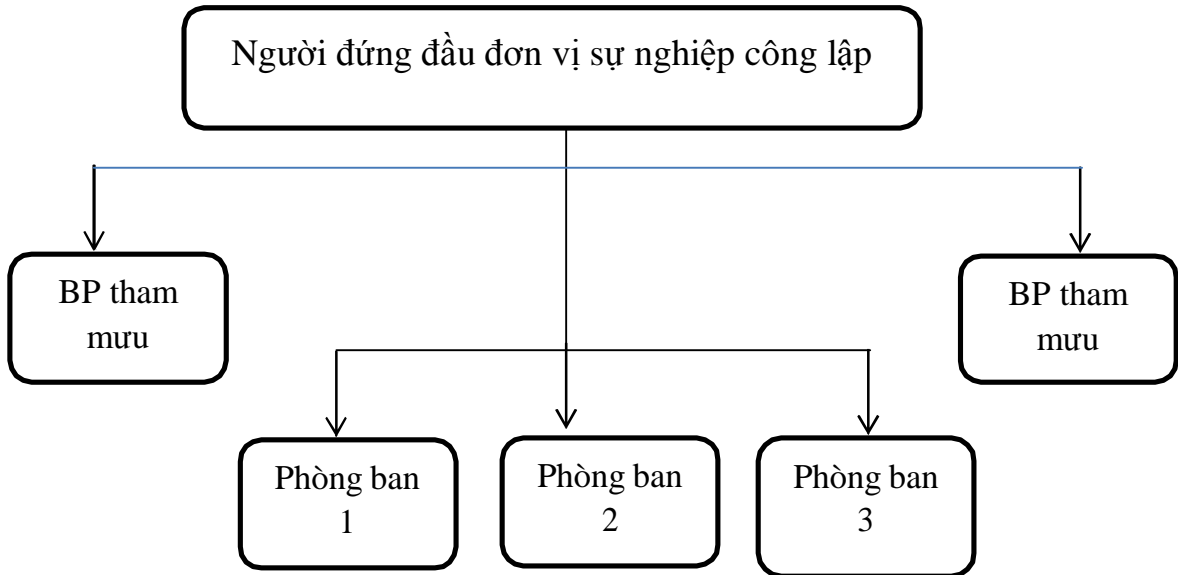 Người đứng đầu đơn vị sự nghiệp công lập
BP tham
mưu
BP tham
mưu
Phòng ban
1
Phòng ban
2
Phòng ban
3